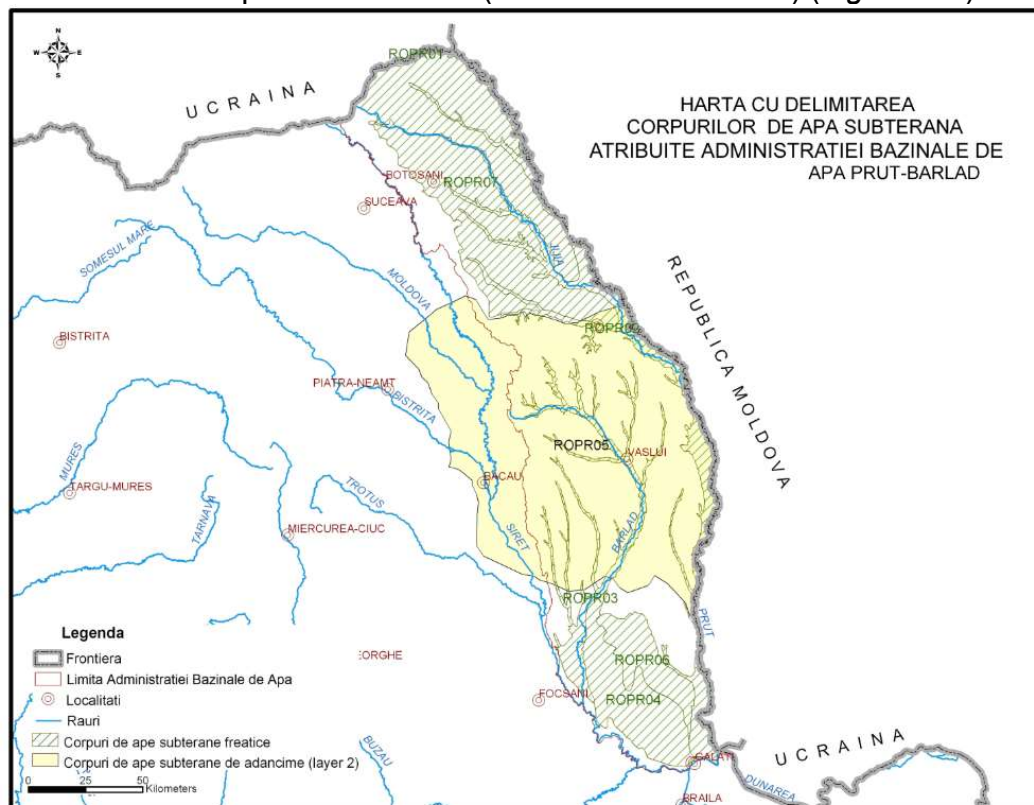 N
W E
S
UCRAINA
HARTA CU DELIMITAREA
CORPURILOR DE APA SUBTERANA
ATRIBUITE ADMINISTRATIEI BAZINALE DE
APA PRUT-BARLAD
ROPR01
BOTOSANI
ROPR07
SUCEAVA
SOMESUL MARE
MOLDOVA
JIJIA
REPUBLICA MOLDOVA
BISTRITA
PIATRA-NEAMT
BISTRITA
ROPR05
VASLUI
MURES
TARGU-MURES
TARNAVA
BACAU
TROTUS
MIERCUREA-CIUC
SIRET
BARLAD
ROPR03
PRUT
ROPR06
ROPR04
EORGHE
FOCSANI
UCRAINA
GALATI
DUNAREA
BRAILA
BUZAU
Legenda
Frontiera
Limita Administratiei Bazinale de Apa
Localitati
Rauri
Corpuri de ape subterane freatice
Corpuri de ape subterane de adancime (layer 2)
0 25 50
Kilometers